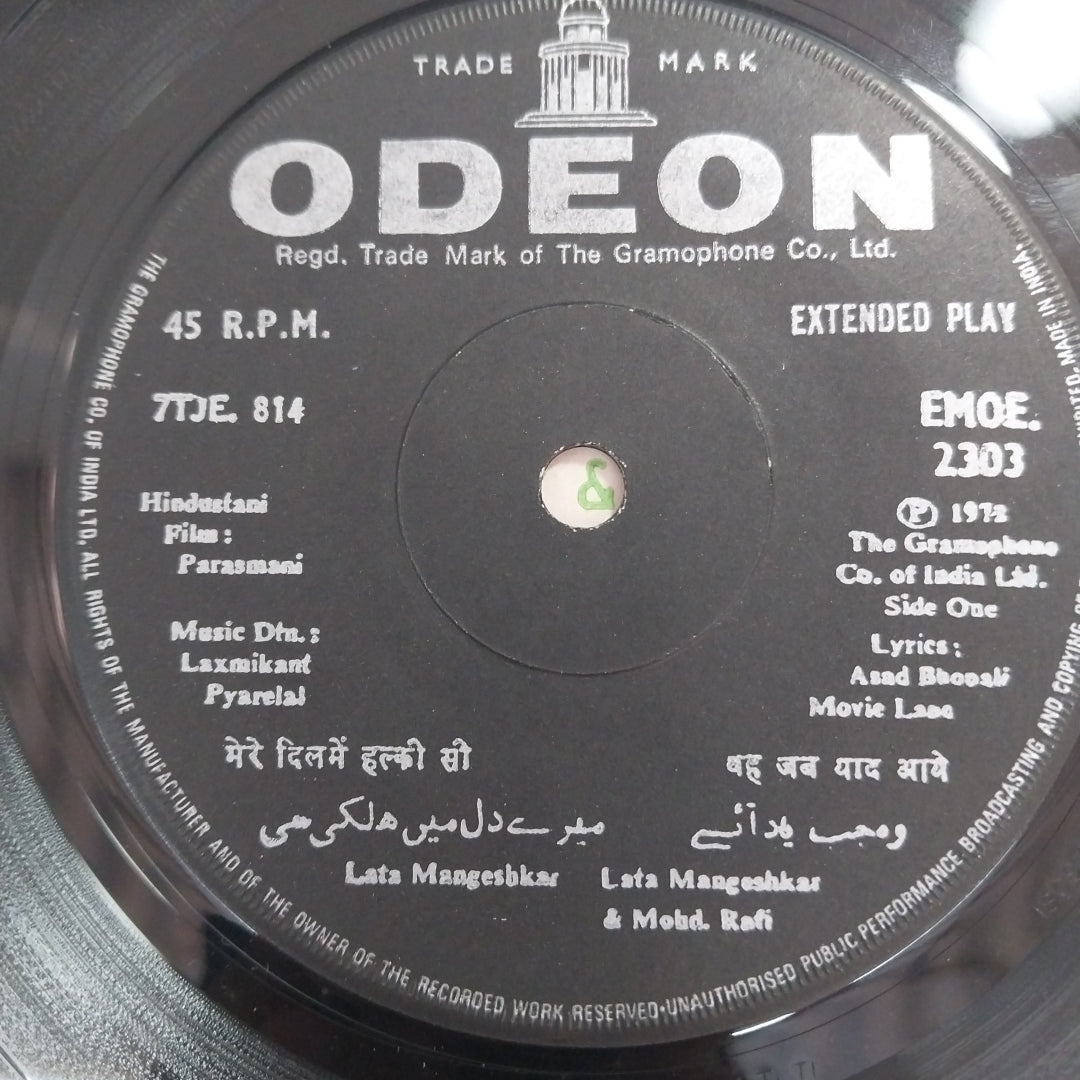 TRADE MARK
ODEON
Regd. Trade Mark of The Gramophone Co., Ltd.
45 R.P.M.
EXTENDED PLAY
7TJE. 814
EMOE.
2303
Hindustani
Film :
Parasmani
Ⓟ 197
The Gramophone
Co. of India Ltd.
Side One
Music Dtn. :
Laxmikant
Pyarelal
Lyrics :
Asad Bhopali
Movie Land
मेरे दिलमें हल्की सी
वह जब याद आये
میرے دل میں ھلکی سی
وہ جب یاد آئے
Lata Mangeshkar
Lata Mangeshkar
& Mohd. Rafi
THE GRAMOPHONE CO. OF INDIA LTD. ALL RIGHTS OF THE MANUFACTURER AND OF THE OWNER OF THE RECORDED WORK RESERVED·UNAUTHORISED PUBLIC PERFORMANCE BROADCASTING AND COPYING OF MADE IN INDIA.
&